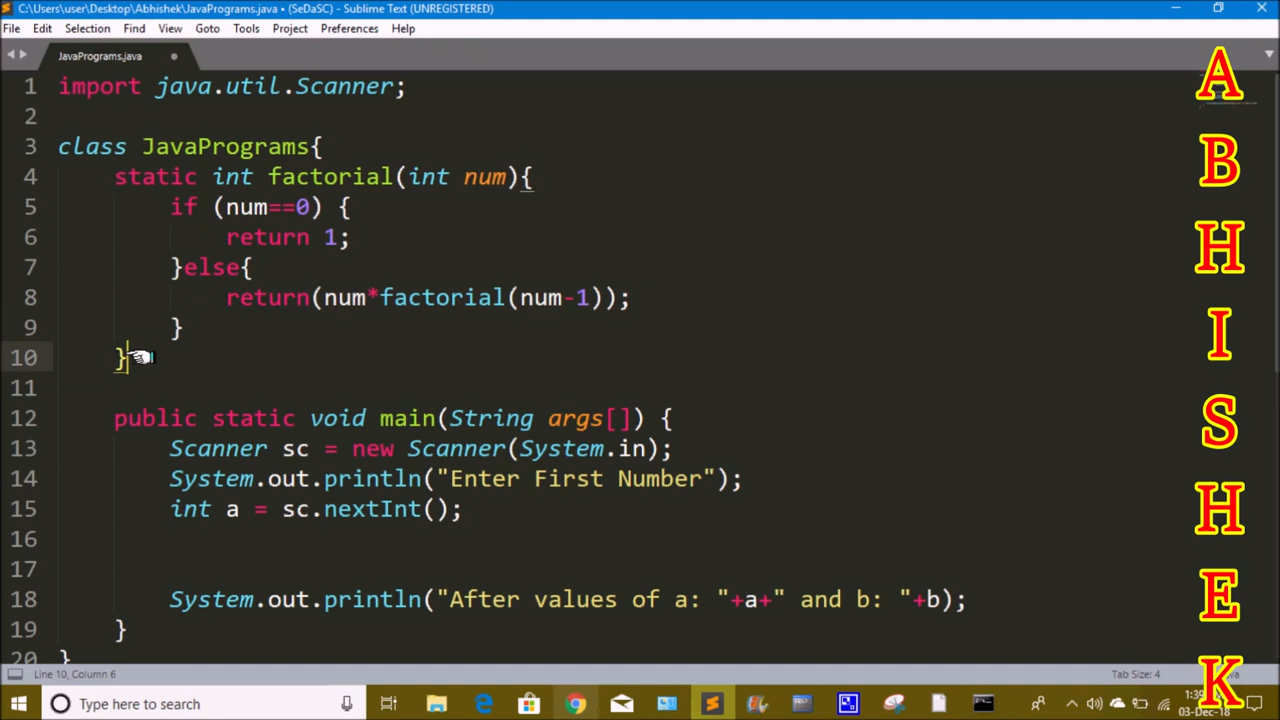 C:\Users\user\Desktop\Abhishek\JavaPrograms.java • (SeDaSC) - Sublime Text (UNREGISTERED)
File Edit Selection Find View Goto Tools Project Preferences Help
JavaPrograms.java
1 import java.util.Scanner;
2
3 class JavaPrograms{
4 static int factorial(int num){
5 if (num==0) {
6 return 1;
7 }else{
8 return(num*factorial(num-1));
9 }
10 }
11
12 public static void main(String args[]) {
13 Scanner sc = new Scanner(System.in);
14 System.out.println("Enter First Number");
15 int a = sc.nextInt();
16
17
18 System.out.println("After values of a: "+a+" and b: "+b);
19 }
20 }
A
B
H
I
S
H
E
K
Line 10, Column 6
Tab Size: 4
Type here to search
03-Dec-18